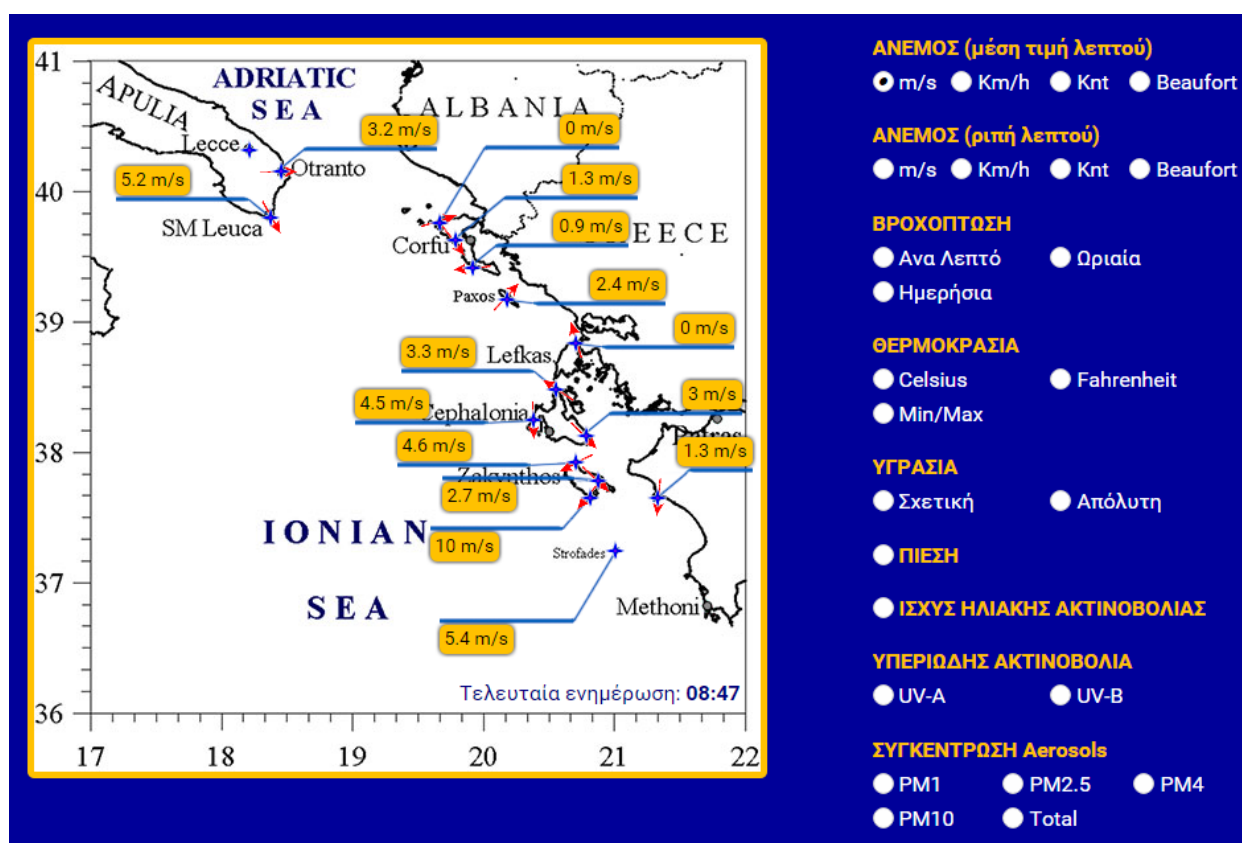 41
40
39
38
37
36
17
18
19
20
21
22
APULIA
ADRIATIC
SEA
ALBANIA
Lecce
Otranto
SM Leuca
3.2 m/s
5.2 m/s
0 m/s
1.3 m/s
0.9 m/s
EECE
Corfu
Paxos
2.4 m/s
0 m/s
3.3 m/s
Lefkas
3 m/s
4.5 m/s
ephalonia
4.6 m/s
1.3 m/s
Zakynthos
2.7 m/s
10 m/s
IONIAN
SEA
Strofades
5.4 m/s
Methoni
Τελευταία ενημέρωση: 08:47
ΑΝΕΜΟΣ (μέση τιμή λεπτού)
m/s Km/h Knt Beaufort
ΑΝΕΜΟΣ (ριπή λεπτού)
m/s Km/h Knt Beaufort
ΒΡΟΧΟΠΤΩΣΗ
Ανα Λεπτό Ωριαία
Ημερήσια
ΘΕΡΜΟΚΡΑΣΙΑ
Celsius Fahrenheit
Min/Max
ΥΓΡΑΣΙΑ
Σχετική Απόλυτη
ΠΙΕΣΗ
ΙΣΧΥΣ ΗΛΙΑΚΗΣ ΑΚΤΙΝΟΒΟΛΙΑΣ
ΥΠΕΡΙΩΔΗΣ ΑΚΤΙΝΟΒΟΛΙΑ
UV-A UV-B
ΣΥΓΚΕΝΤΡΩΣΗ Aerosols
PM1 PM2.5 PM4
PM10 Total